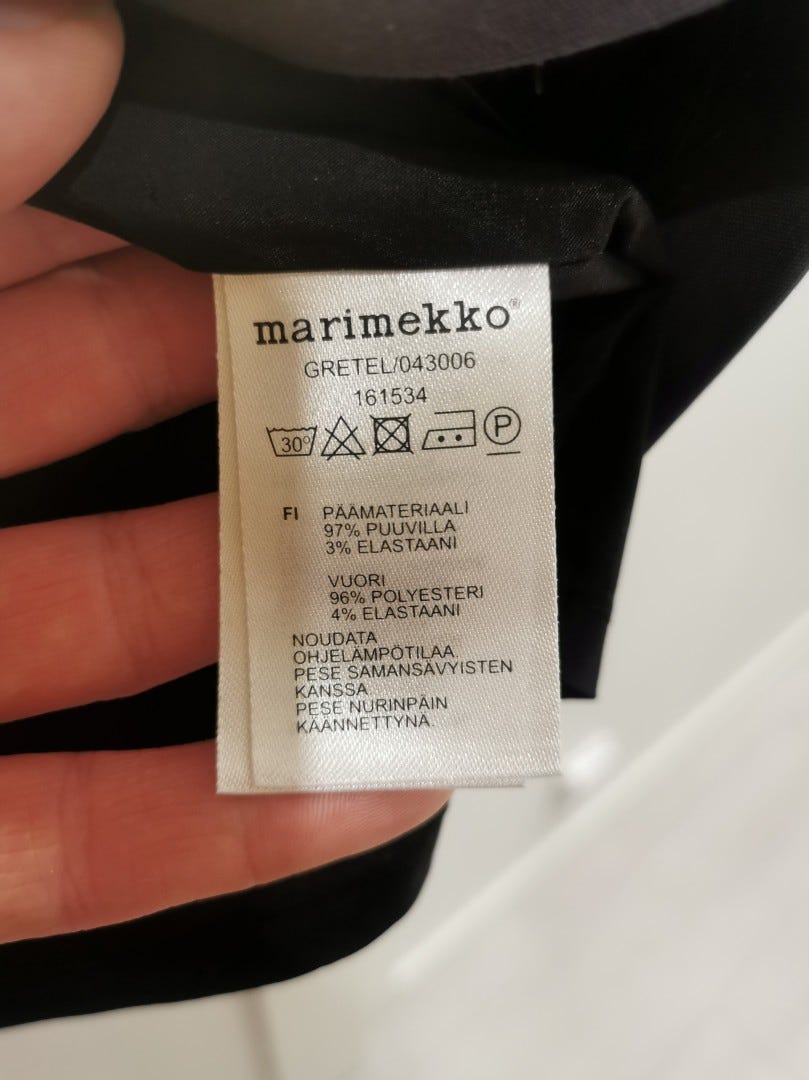 marimekko®
GRETEL/043006
161534
30° P
FI PÄÄMATERIAALI
97% PUUVILLA
3% ELASTAANI
VUORI
96% POLYESTERI
4% ELASTAANI
NOUDATA
OHJELÄMPÖTILAA.
PESE SAMANSÄVYISTEN
KANSSA.
PESE NURINPÄIN
KÄÄNNETTYNÄ.